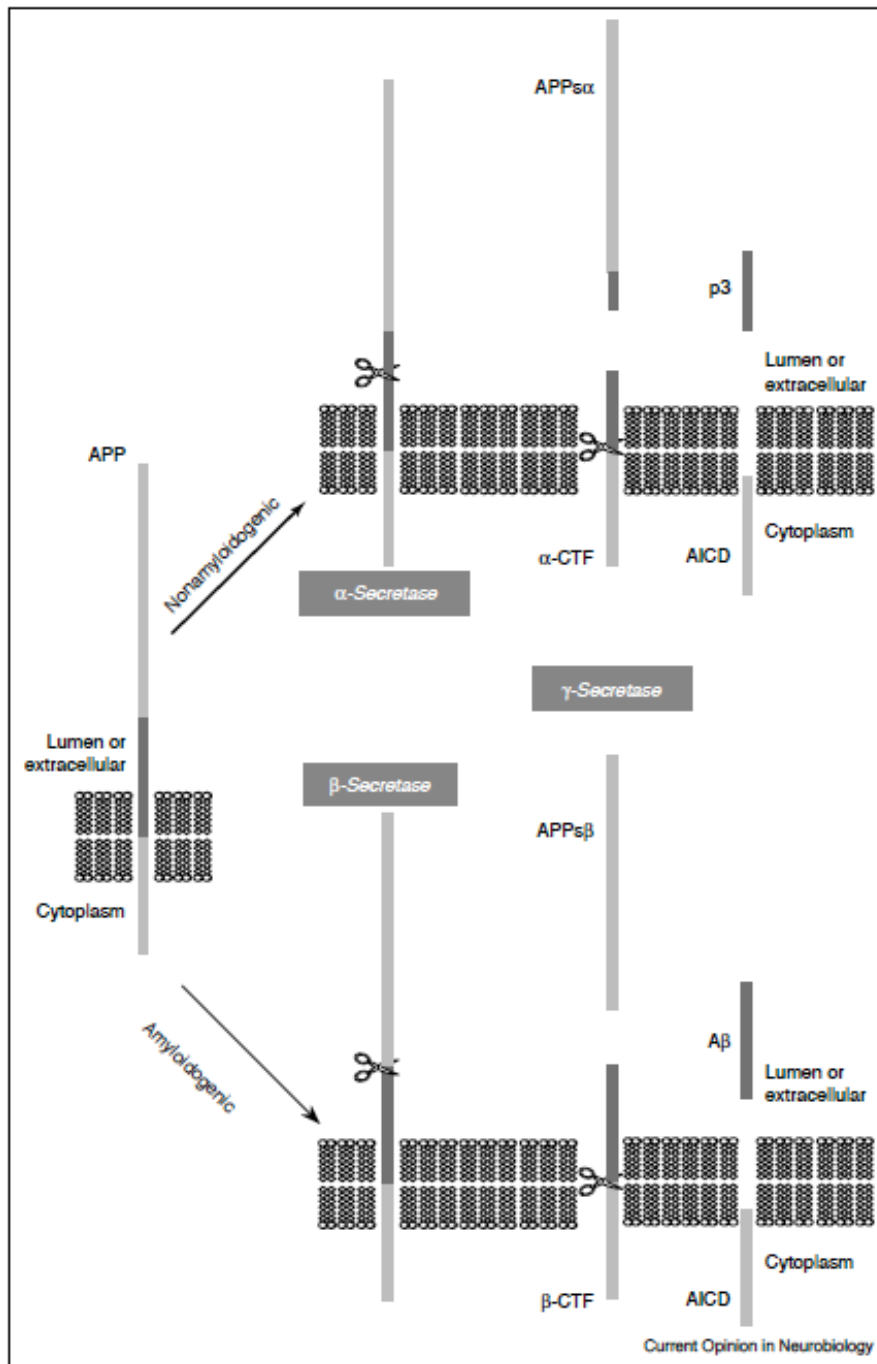 APPsα
p3
Lumen or
extracellular
APP
Nonamyloidogenic
α-CTF
AICD
Cytoplasm
α-Secretase
γ-Secretase
Lumen or
extracellular
β-Secretase
APPsβ
Cytoplasm
Amyloidogenic
Aβ
Lumen or
extracellular
Cytoplasm
β-CTF
AICD
Current Opinion in Neurobiology